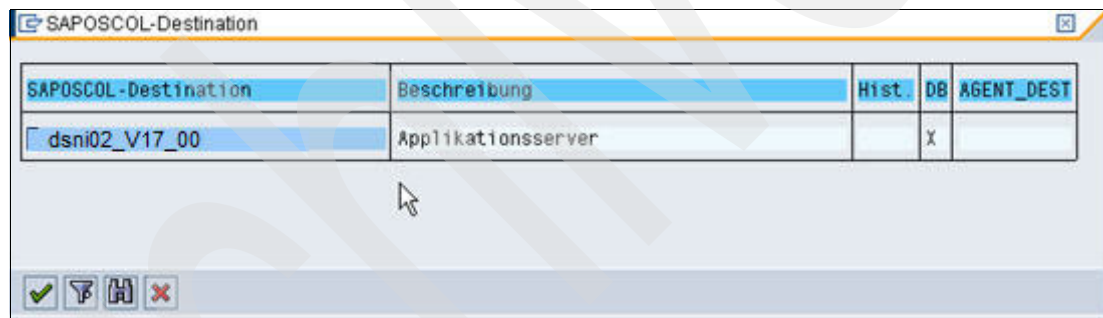 SAPOSCOL-Destination
SAPOSCOL-Destination Beschreibung Hist. DB AGENT_DEST
dsni02_V17_00 Applikationsserver X